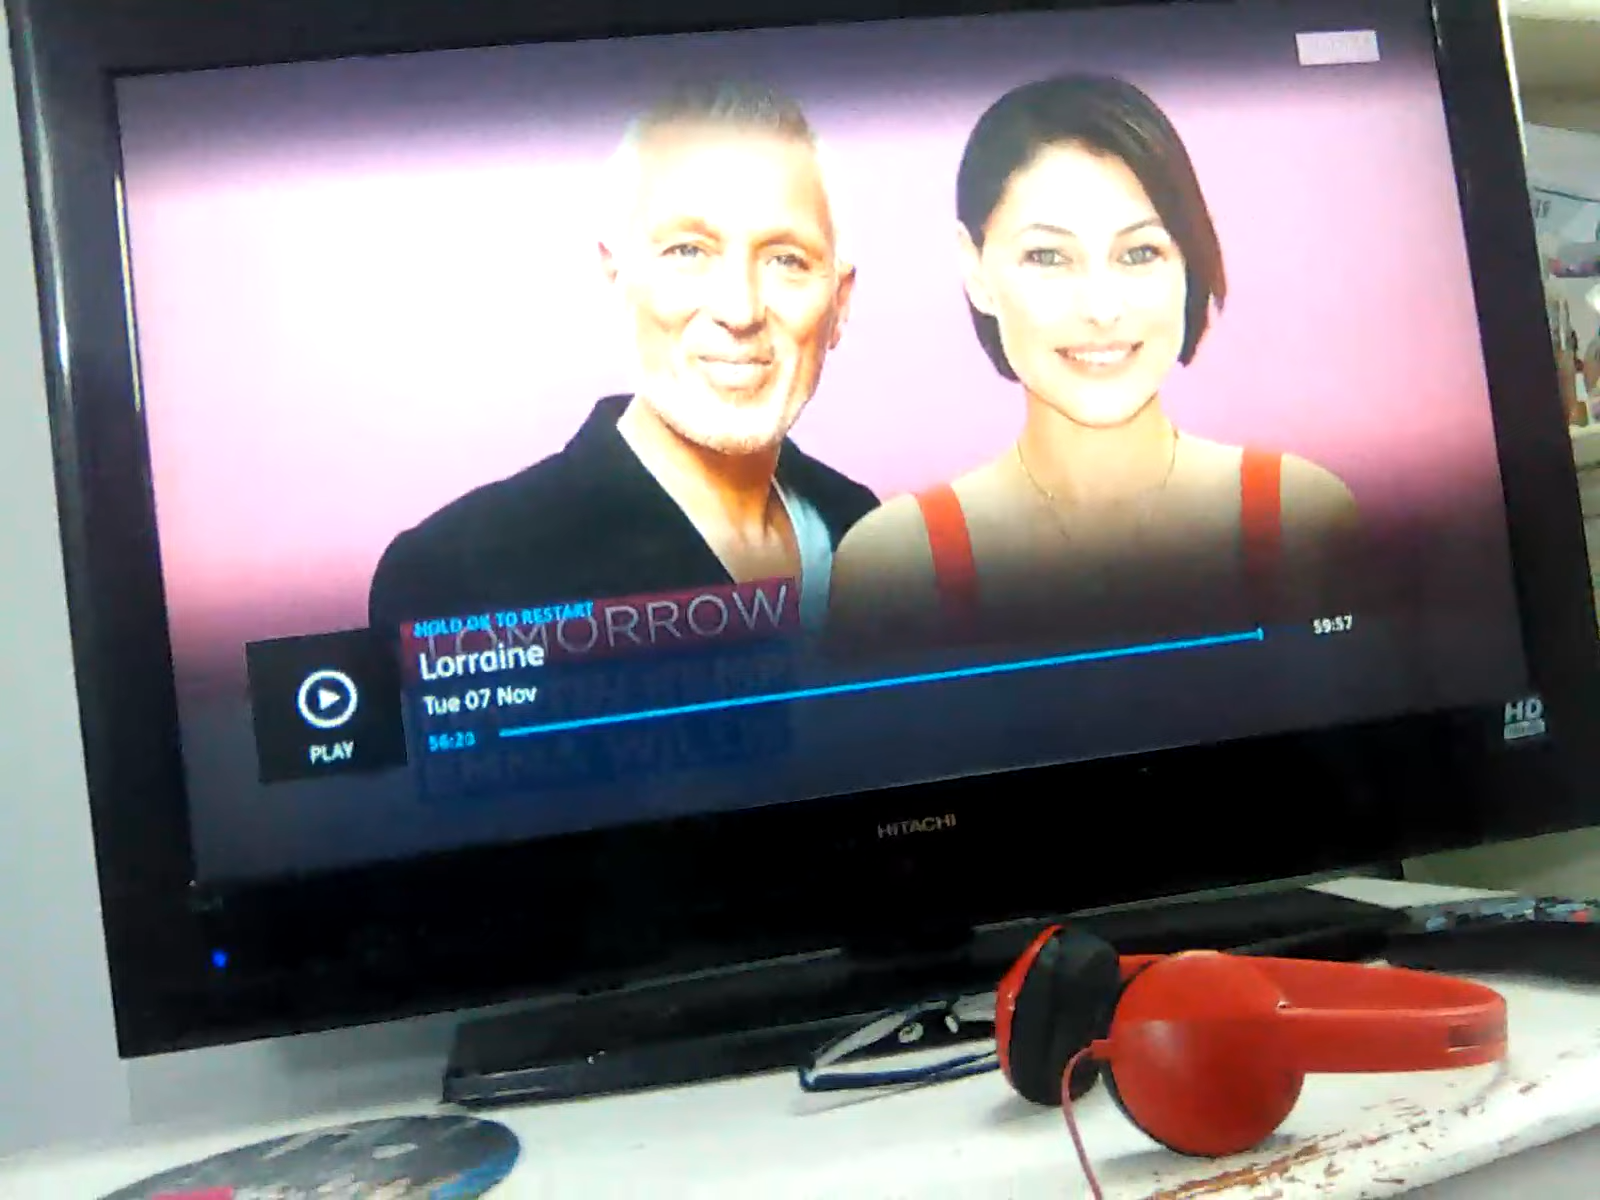 TOMORROW
HOLD OK TO RESTART
Lorraine
Tue 07 Nov
56:20
59:57
PLAY
HD
HITACHI